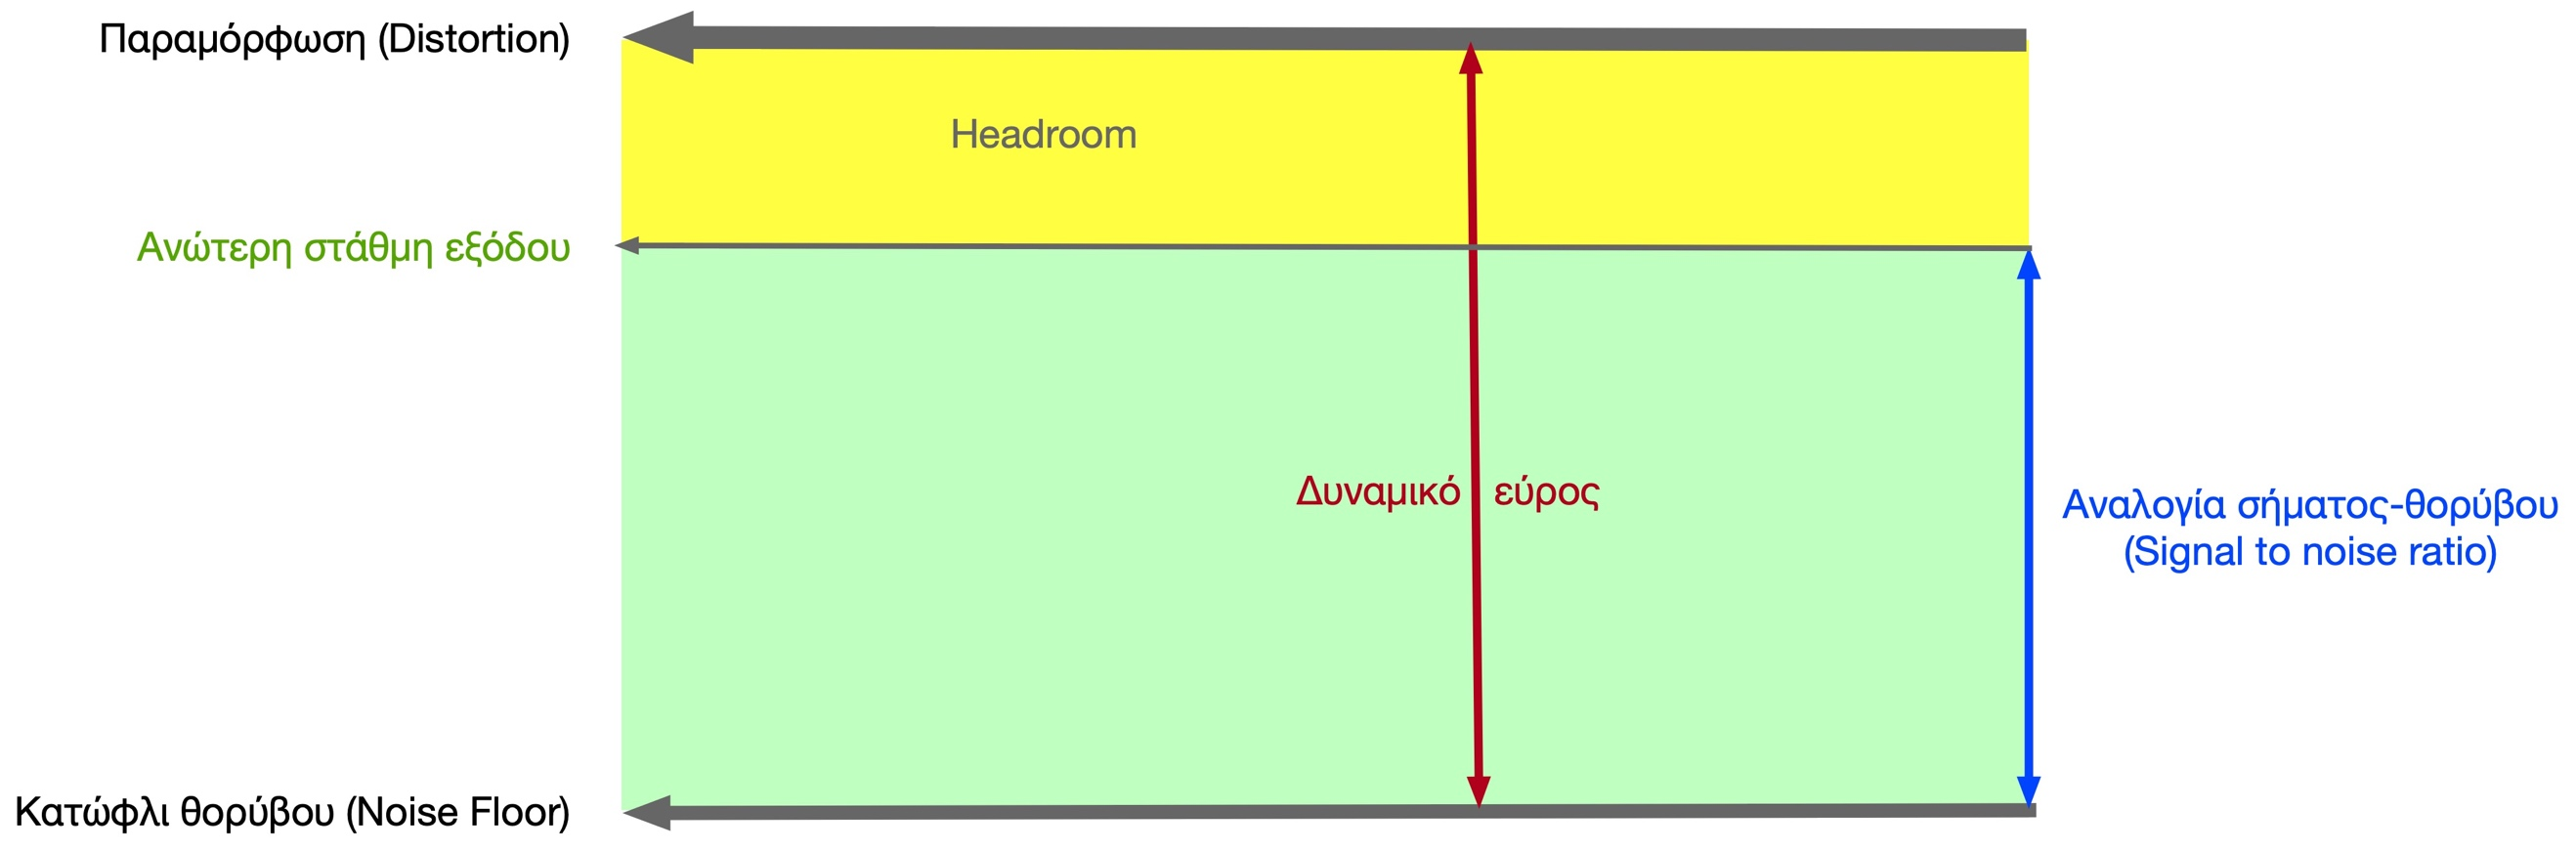 Παραμόρφωση (Distortion)
Headroom
Ανώτερη στάθμη εξόδου
Δυναμικό εύρος
Αναλογία σήματος-θορύβου
(Signal to noise ratio)
Κατώφλι θορύβου (Noise Floor)